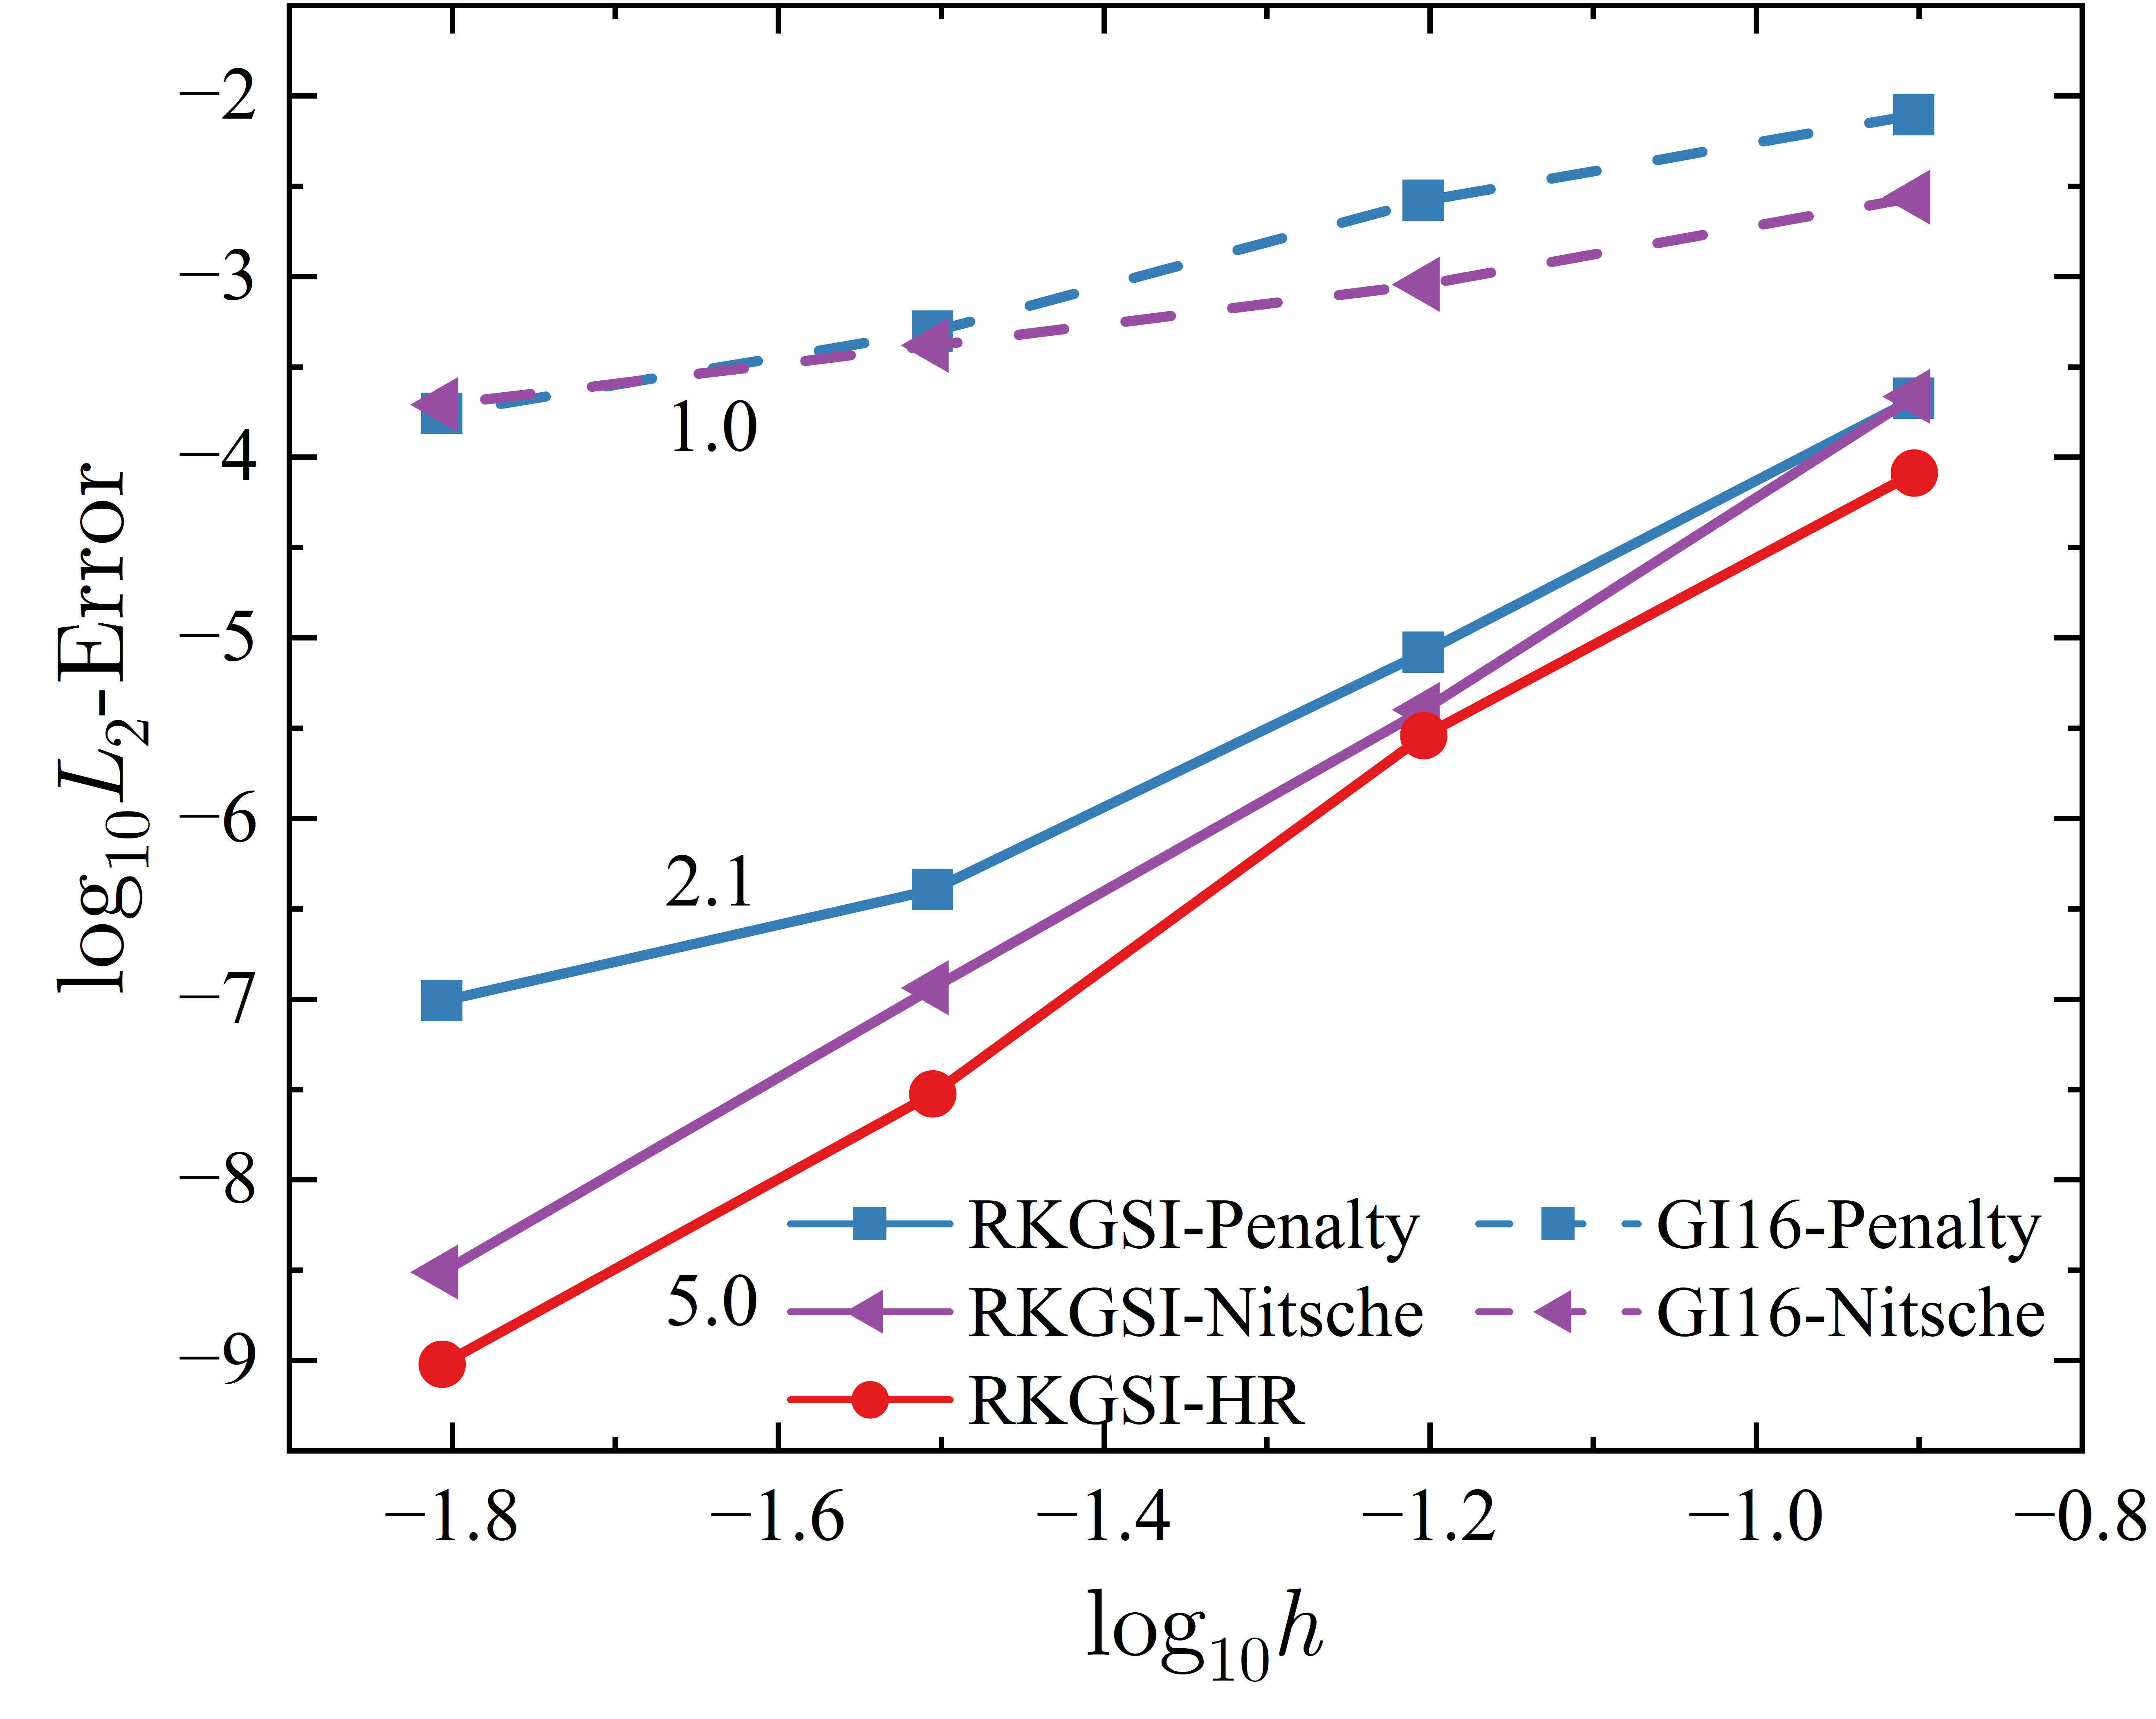 −2
−3
−4
−5
−6
−7
−8
−9
log₁₀L₂-Error
1.0
2.1
5.0
RKGSI-Penalty GI16-Penalty
RKGSI-Nitsche GI16-Nitsche
RKGSI-HR
−1.8 −1.6 −1.4 −1.2 −1.0 −0.8
log₁₀h